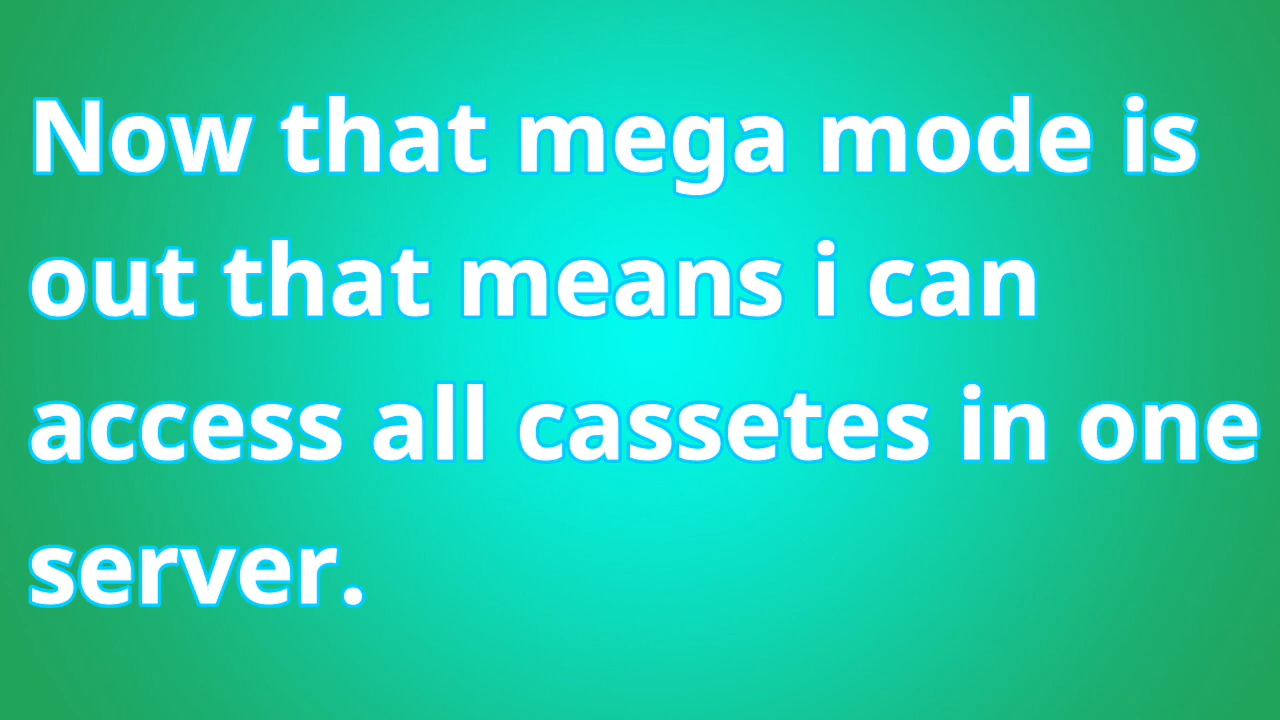 Now that mega mode is
out that means i can
access all cassetes in one
server.